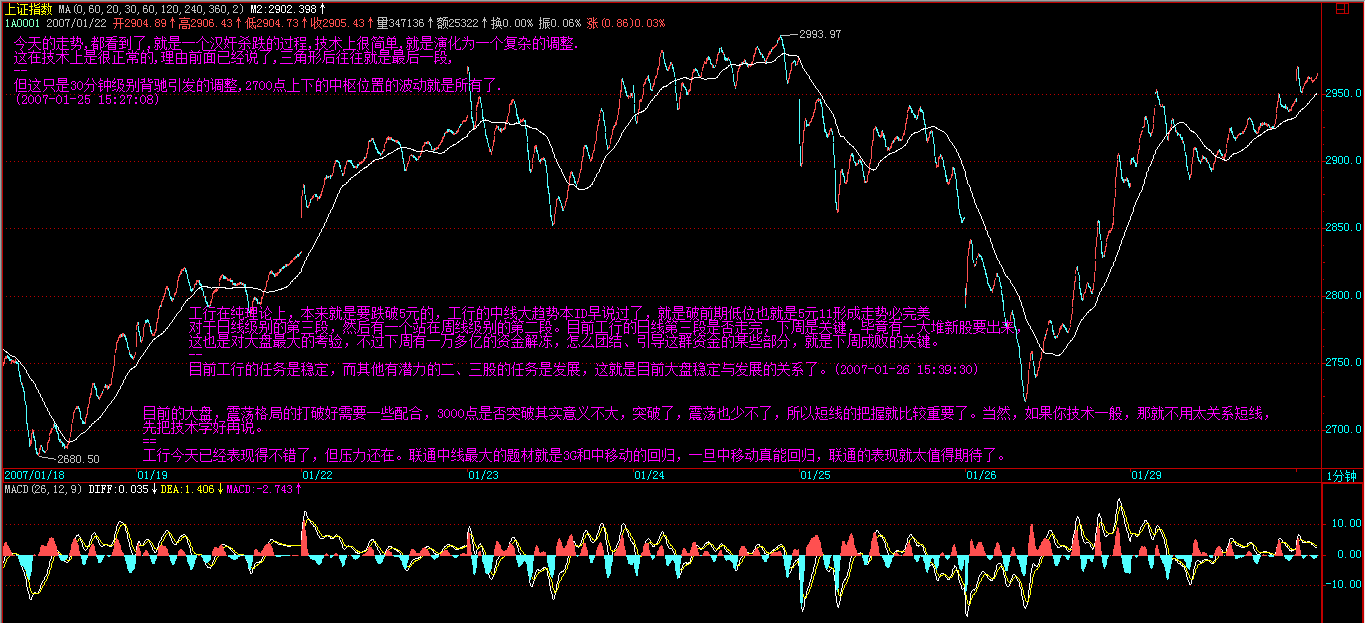 上证指数 MA(0,60,20,30,60,120,240,360,2) M2:2902.398↑
1A0001 2007/01/22 开2904.89↑高2906.43↑低2904.73↑收2905.43↑量347136↑额25322↑换0.00% 振0.06% 涨(0.86)0.03%
今天的走势,都看到了,就是一个汉奸杀跌的过程,技术上很简单,就是演化为一个复杂的调整.
这在技术上是很正常的,理由前面已经说了,三角形后往往就是最后一段,
==
但这只是30分钟级别背驰引发的调整,2700点上下的中枢位置的波动就是所有了.
(2007-01-25 15:27:08)
2993.97
2950.0
2900.0
2850.0
2800.0
2750.0
2700.0
工行在纯理论上，本来就是要跌破5元的，工行的中线大趋势本ID早说过了，就是破前期低位也就是5元11形成走势必完美
对于日线级别的第三段，然后有一个站在周线级别的第二段。目前工行的日线第三段是否走完，下周是关键，毕竟有一大堆新股要出来，
这也是对大盘最大的考验，不过下周有一万多亿的资金解冻，怎么团结、引导这群资金的某些部分，就是下周成败的关键。
==
目前工行的任务是稳定，而其他有潜力的二、三股的任务是发展，这就是目前大盘稳定与发展的关系了。(2007-01-26 15:39:30)
目前的大盘，震荡格局的打破好需要一些配合，3000点是否突破其实意义不大，突破了，震荡也少不了，所以短线的把握就比较重要了。当然，如果你技术一般，那就不用太关系短线，
先把技术学好再说。
==
工行今天已经表现得不错了，但压力还在。联通中线最大的题材就是3G和中移动的回归，一旦中移动真能回归，联通的表现就太值得期待了。
2680.50
2007/01/18 01/19 01/22 01/23 01/24 01/25 01/26 01/29 1分钟
MACD(26,12,9) DIFF:0.035↓DEA:1.406↓MACD:-2.743↑
10.00
0.00
-10.00